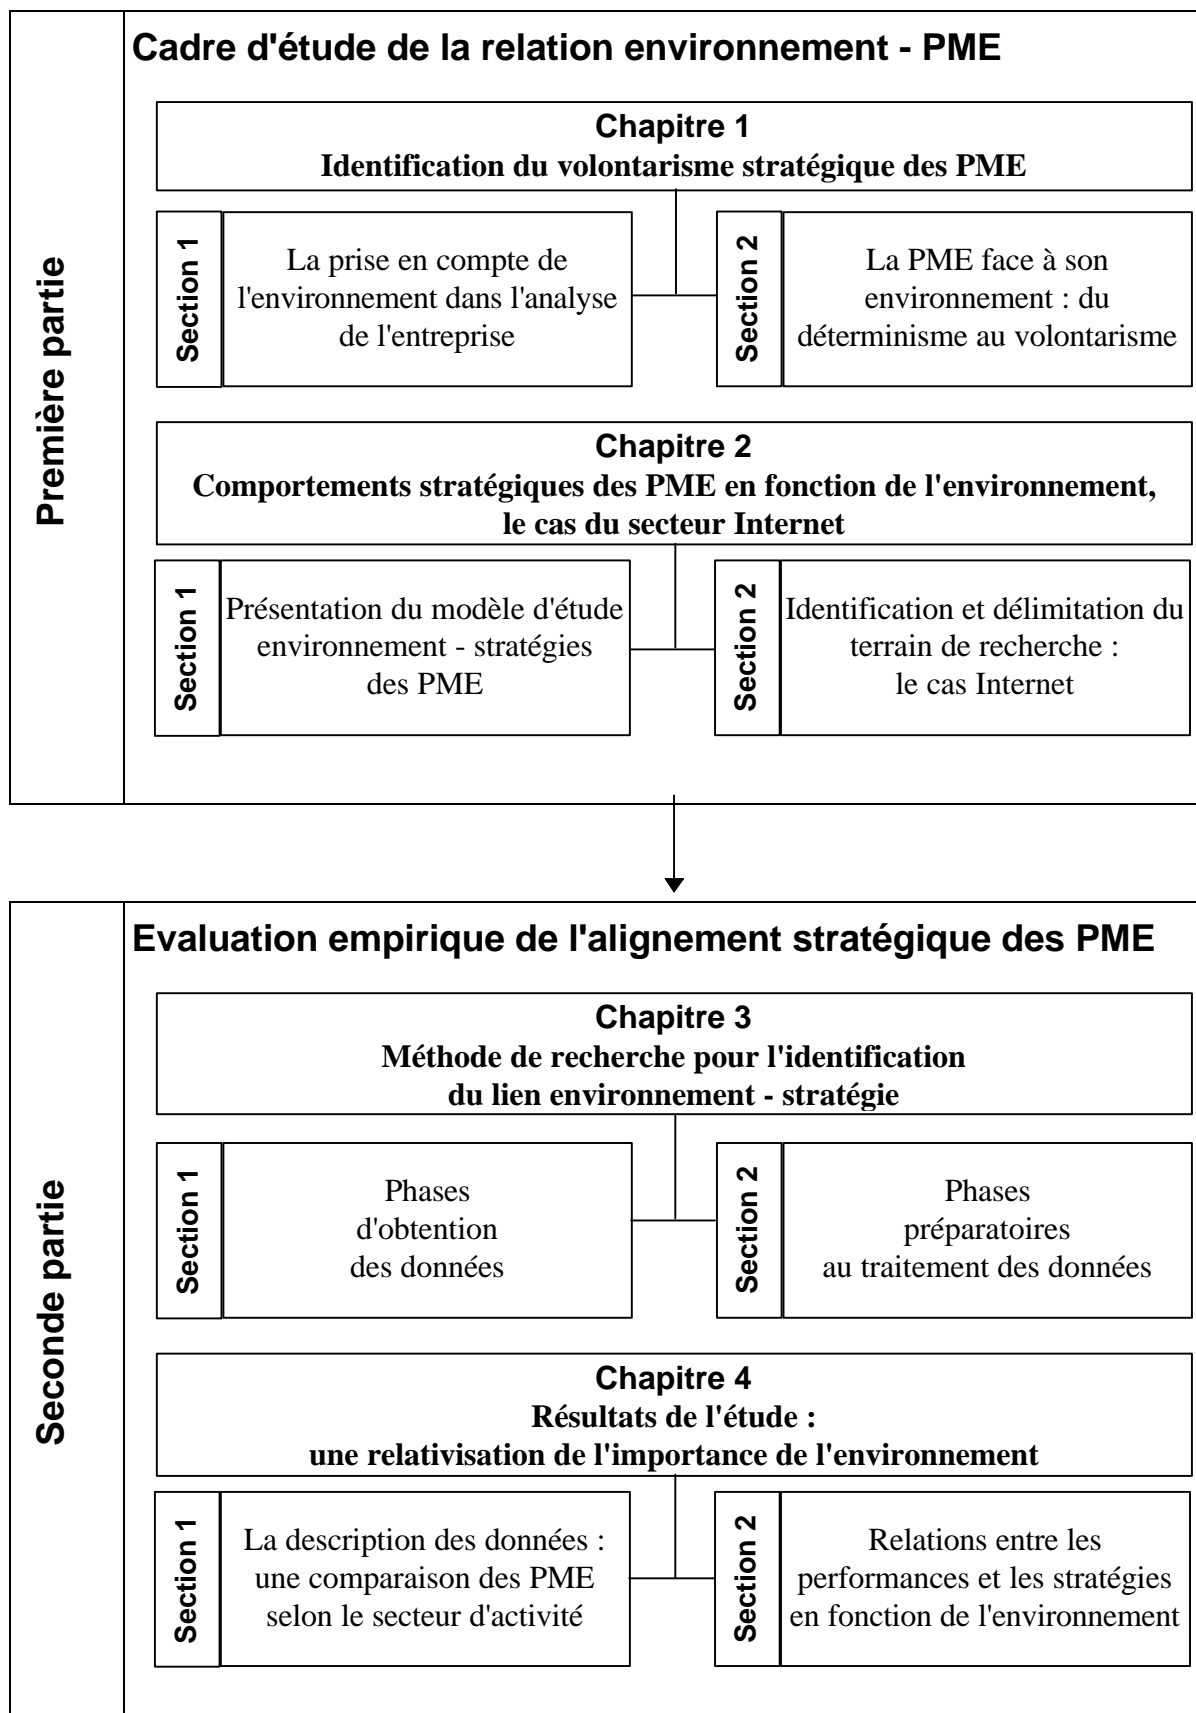 Première partie
Cadre d'étude de la relation environnement - PME
Chapitre 1
Identification du volontarisme stratégique des PME
Section 1
La prise en compte de
l'environnement dans l'analyse
de l'entreprise
Section 2
La PME face à son
environnement : du
déterminisme au volontarisme
Chapitre 2
Comportements stratégiques des PME en fonction de l'environnement,
le cas du secteur Internet
Section 1
Présentation du modèle d'étude
environnement - stratégies
des PME
Section 2
Identification et délimitation du
terrain de recherche :
le cas Internet
Seconde partie
Evaluation empirique de l'alignement stratégique des PME
Chapitre 3
Méthode de recherche pour l'identification
du lien environnement - stratégie
Section 1
Phases
d'obtention
des données
Section 2
Phases
préparatoires
au traitement des données
Chapitre 4
Résultats de l'étude :
une relativisation de l'importance de l'environnement
Section 1
La description des données :
une comparaison des PME
selon le secteur d'activité
Section 2
Relations entre les
performances et les stratégies
en fonction de l'environnement